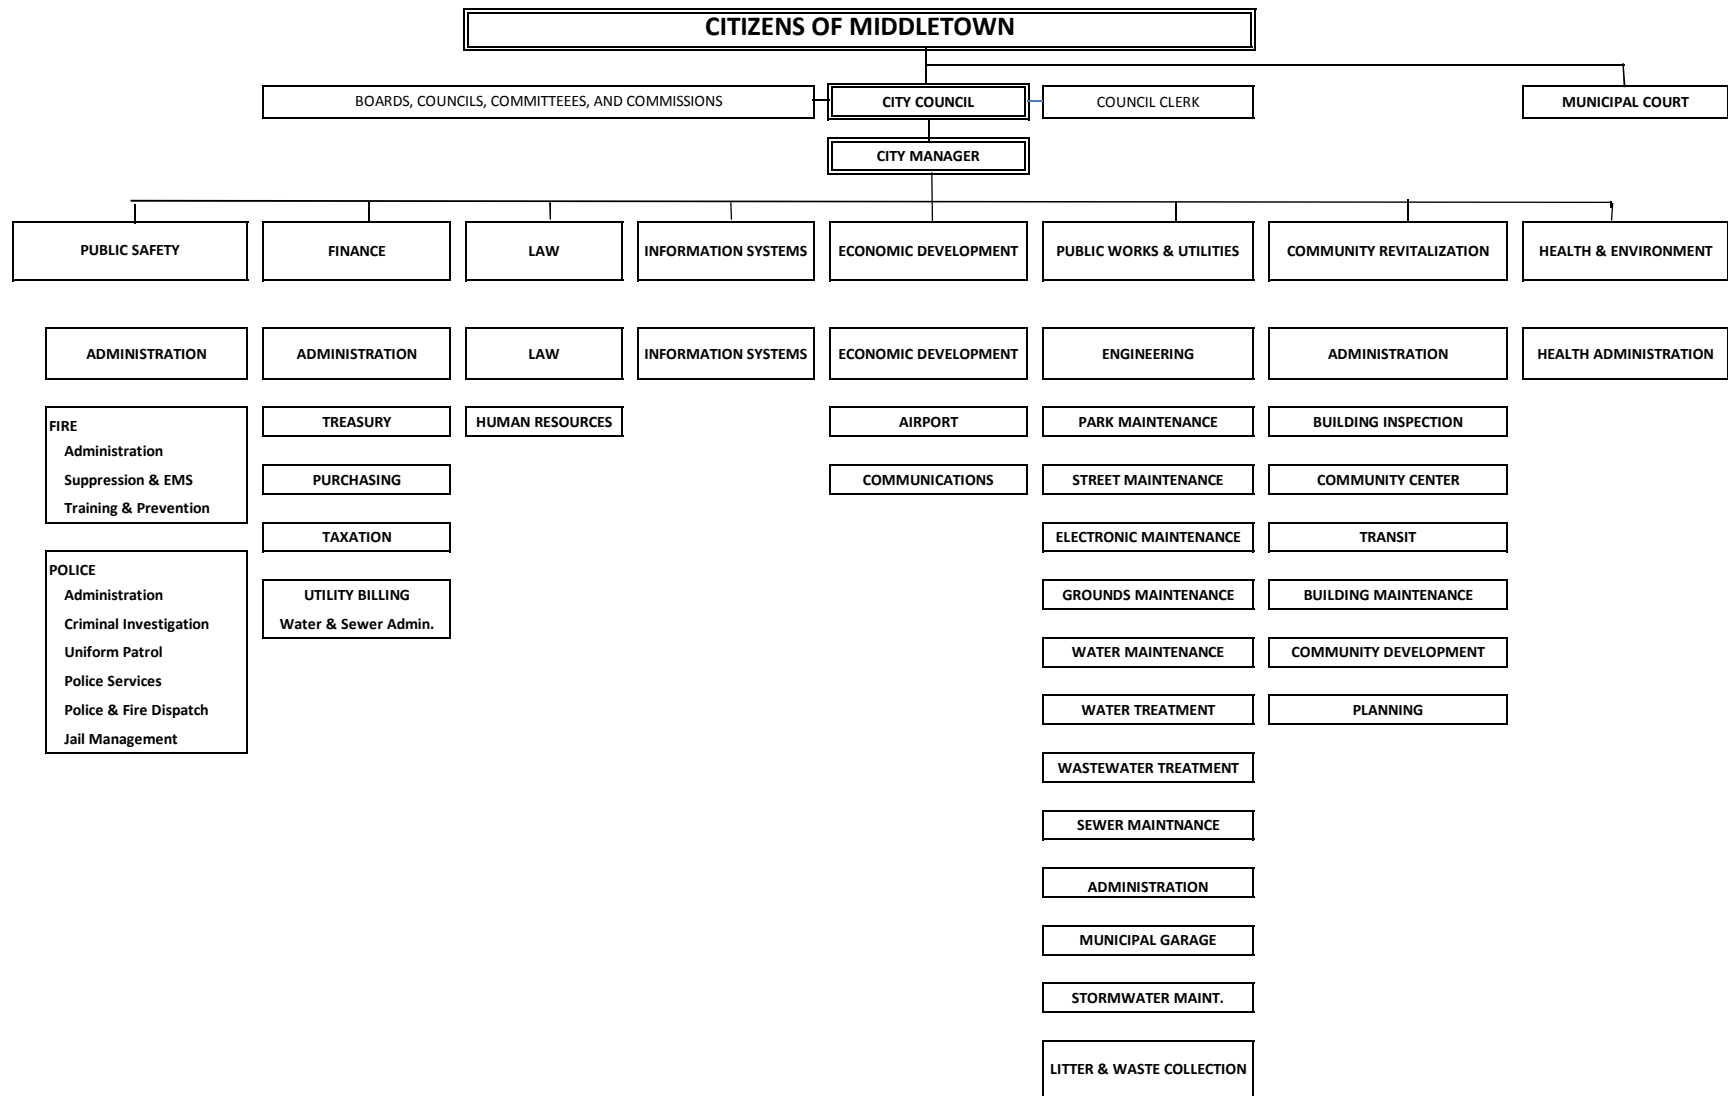 CITIZENS OF MIDDLETOWN
BOARDS, COUNCILS, COMMITTEEES, AND COMMISSIONS
CITY COUNCIL
COUNCIL CLERK
MUNICIPAL COURT
CITY MANAGER
PUBLIC SAFETY
FINANCE
LAW
INFORMATION SYSTEMS
ECONOMIC DEVELOPMENT
PUBLIC WORKS & UTILITIES
COMMUNITY REVITALIZATION
HEALTH & ENVIRONMENT
ADMINISTRATION
FIRE
Administration
Suppression & EMS
Training & Prevention
POLICE
Administration
Criminal Investigation
Uniform Patrol
Police Services
Police & Fire Dispatch
Jail Management
ADMINISTRATION
TREASURY
PURCHASING
TAXATION
UTILITY BILLING
Water & Sewer Admin.
LAW
HUMAN RESOURCES
INFORMATION SYSTEMS
ECONOMIC DEVELOPMENT
AIRPORT
COMMUNICATIONS
ENGINEERING
PARK MAINTENANCE
STREET MAINTENANCE
ELECTRONIC MAINTENANCE
GROUNDS MAINTENANCE
WATER MAINTENANCE
WATER TREATMENT
WASTEWATER TREATMENT
SEWER MAINTNANCE
ADMINISTRATION
MUNICIPAL GARAGE
STORMWATER MAINT.
LITTER & WASTE COLLECTION
ADMINISTRATION
BUILDING INSPECTION
COMMUNITY CENTER
TRANSIT
BUILDING MAINTENANCE
COMMUNITY DEVELOPMENT
PLANNING
HEALTH ADMINISTRATION